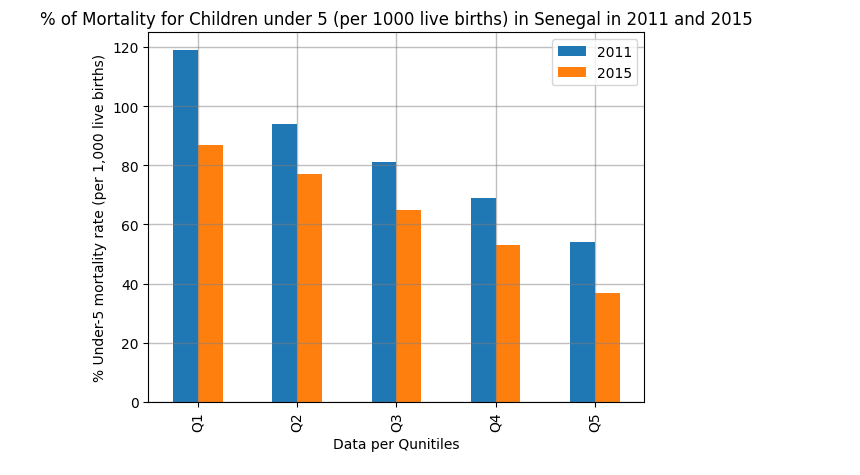 % of Mortality for Children under 5 (per 1000 live births) in Senegal in 2011 and 2015
% Under-5 mortality rate (per 1,000 live births)
120
100
80
60
40
20
0
2011
2015
Q1
Q2
Q3
Q4
Q5
Data per Qunitiles